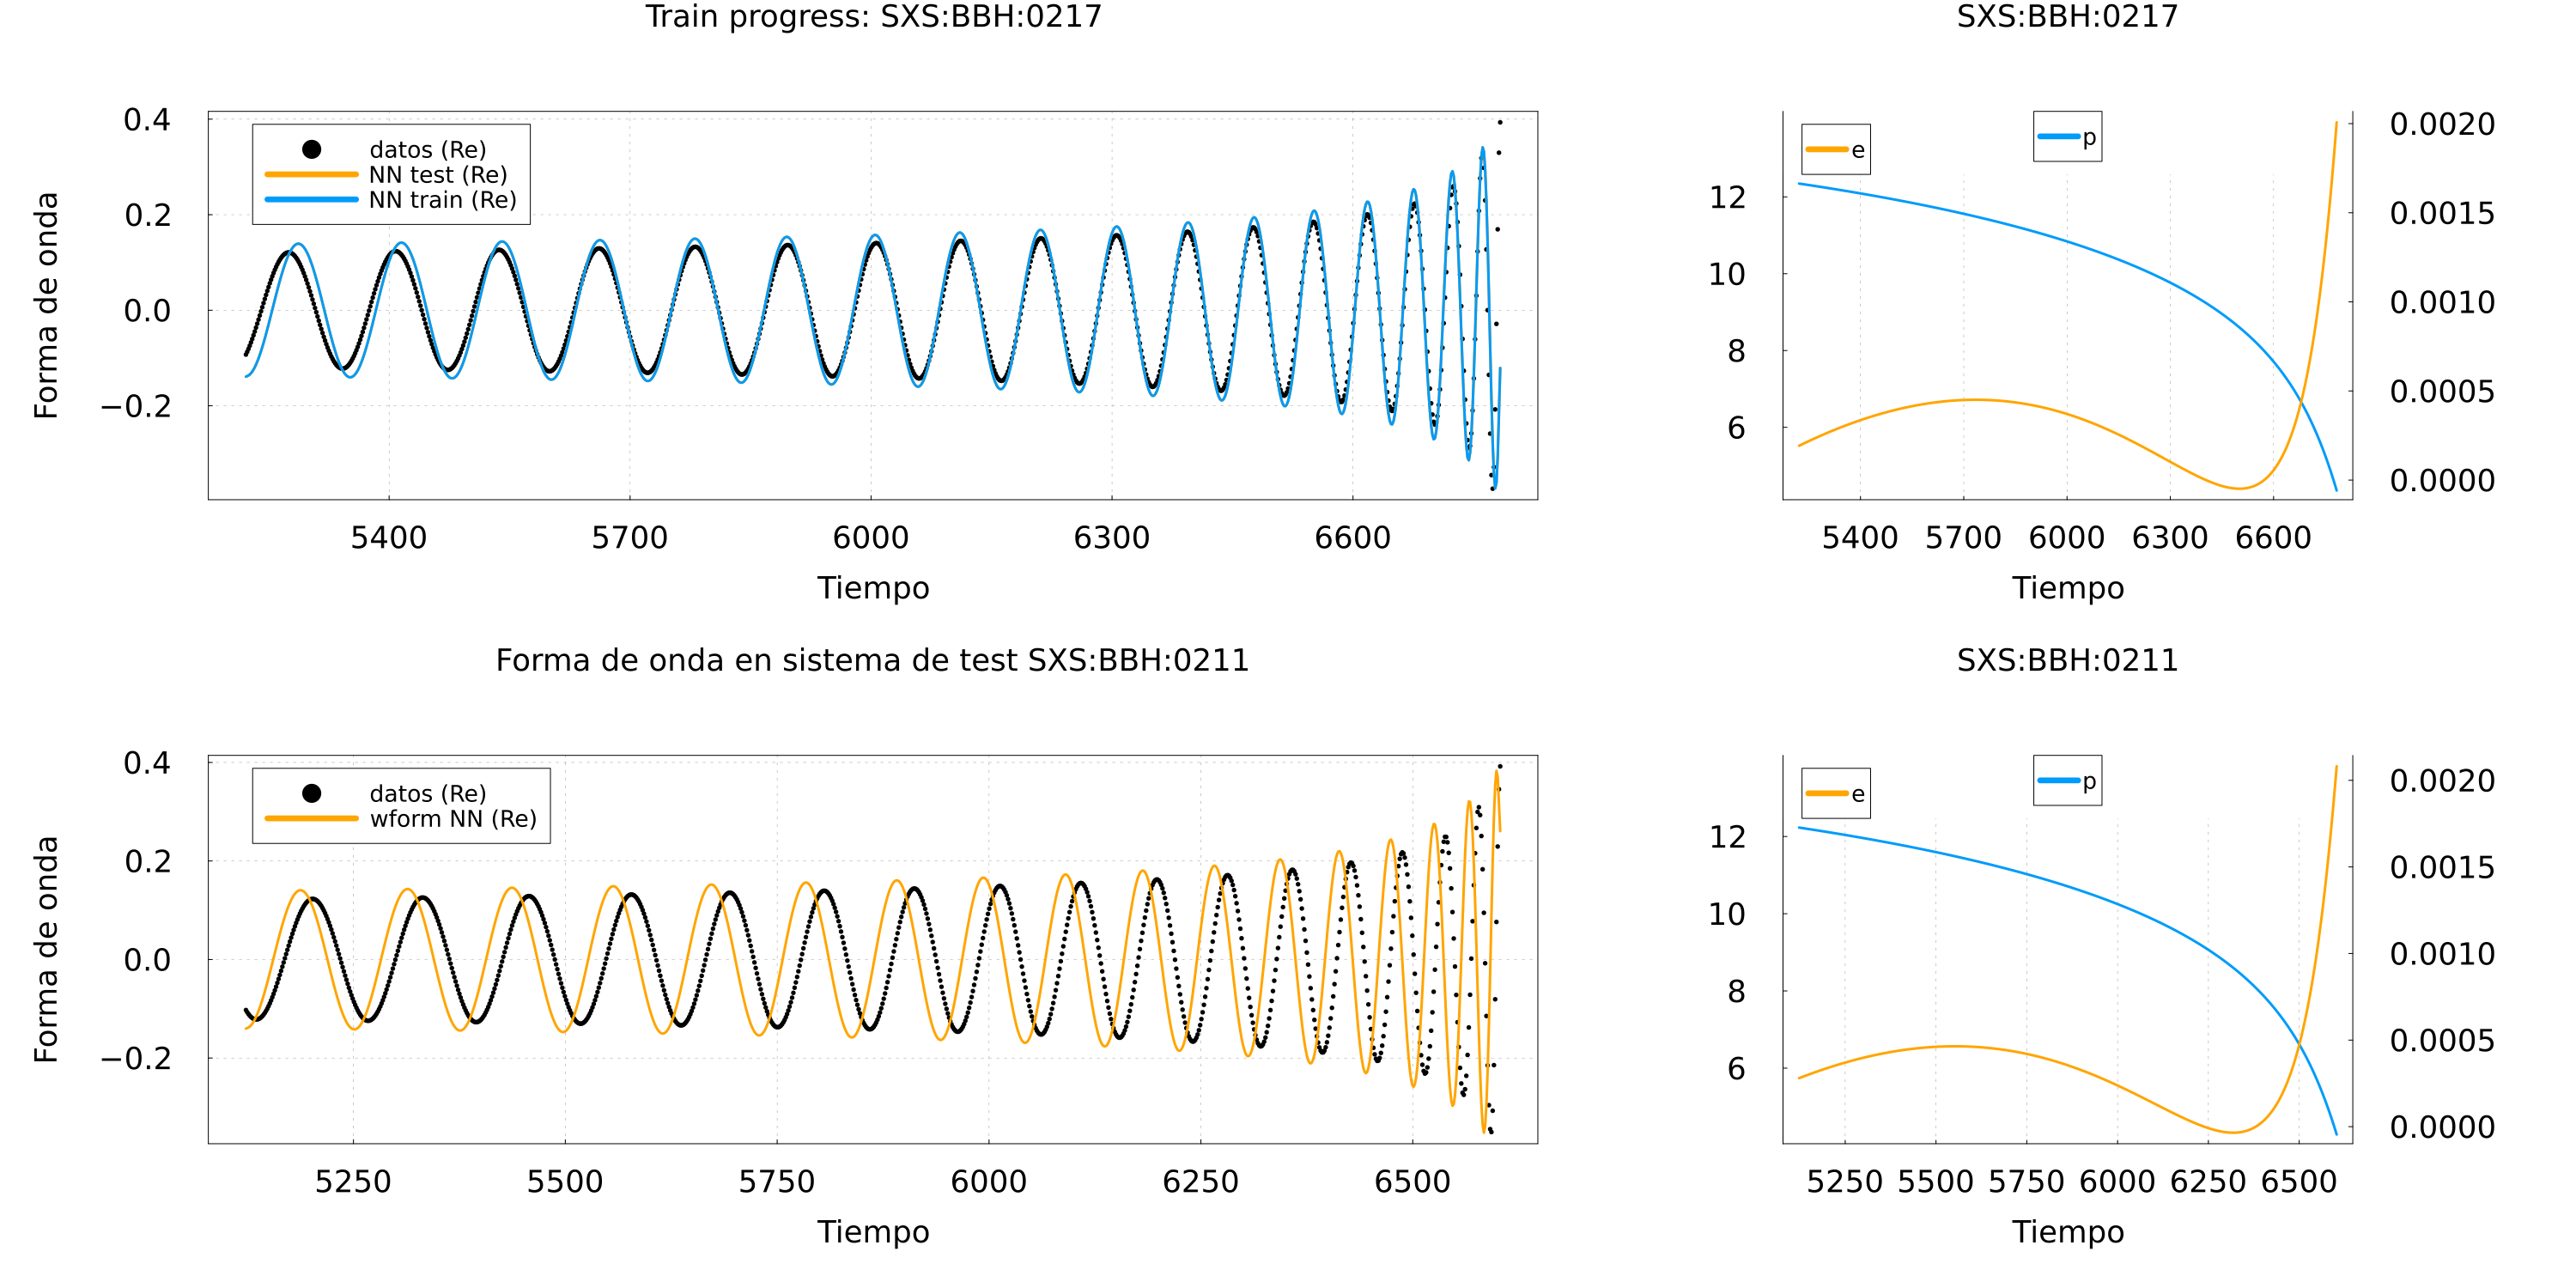 Train progress: SXS:BBH:0217
Forma de onda
0.4
0.2
0.0
−0.2
datos (Re)
NN test (Re)
NN train (Re)
5400 5700 6000 6300 6600
Tiempo
SXS:BBH:0217
12
10
8
6
e
p
0.0020
0.0015
0.0010
0.0005
0.0000
5400 5700 6000 6300 6600
Tiempo
Forma de onda en sistema de test SXS:BBH:0211
Forma de onda
0.4
0.2
0.0
−0.2
datos (Re)
wform NN (Re)
5250 5500 5750 6000 6250 6500
Tiempo
SXS:BBH:0211
12
10
8
6
e
p
0.0020
0.0015
0.0010
0.0005
0.0000
5250 5500 5750 6000 6250 6500
Tiempo